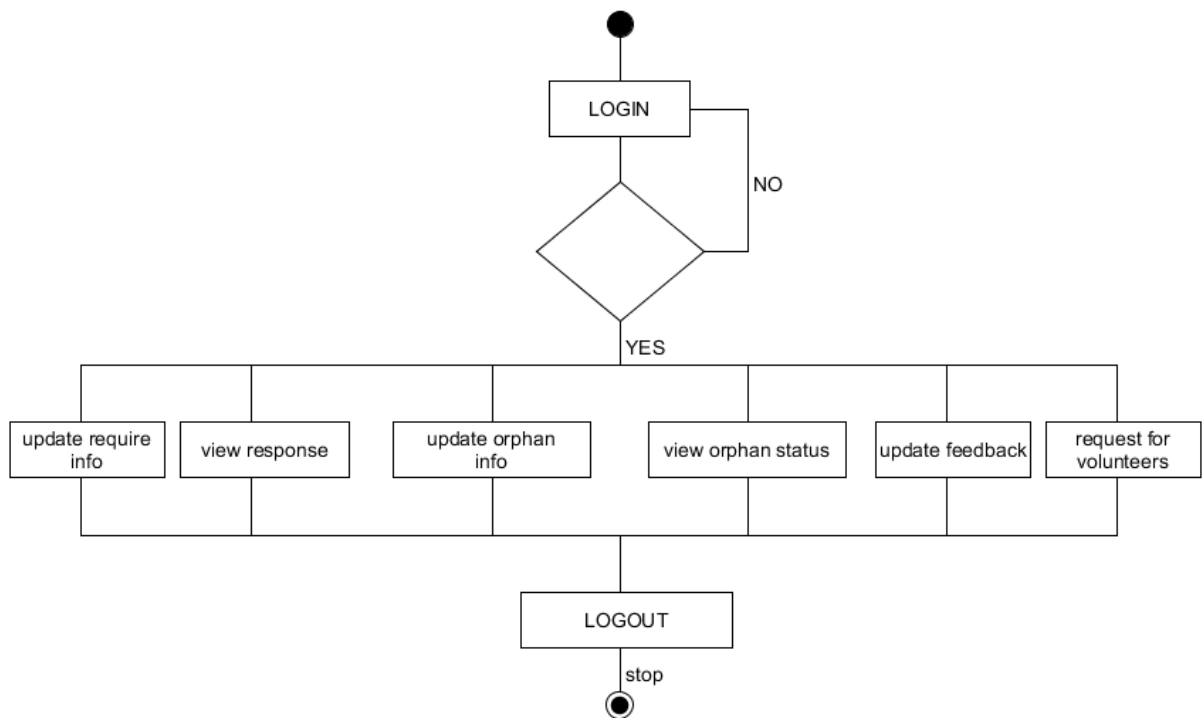 LOGIN
NO
YES
update require
info
view response
update orphan
info
view orphan status
update feedback
request for
volunteers
LOGOUT
stop